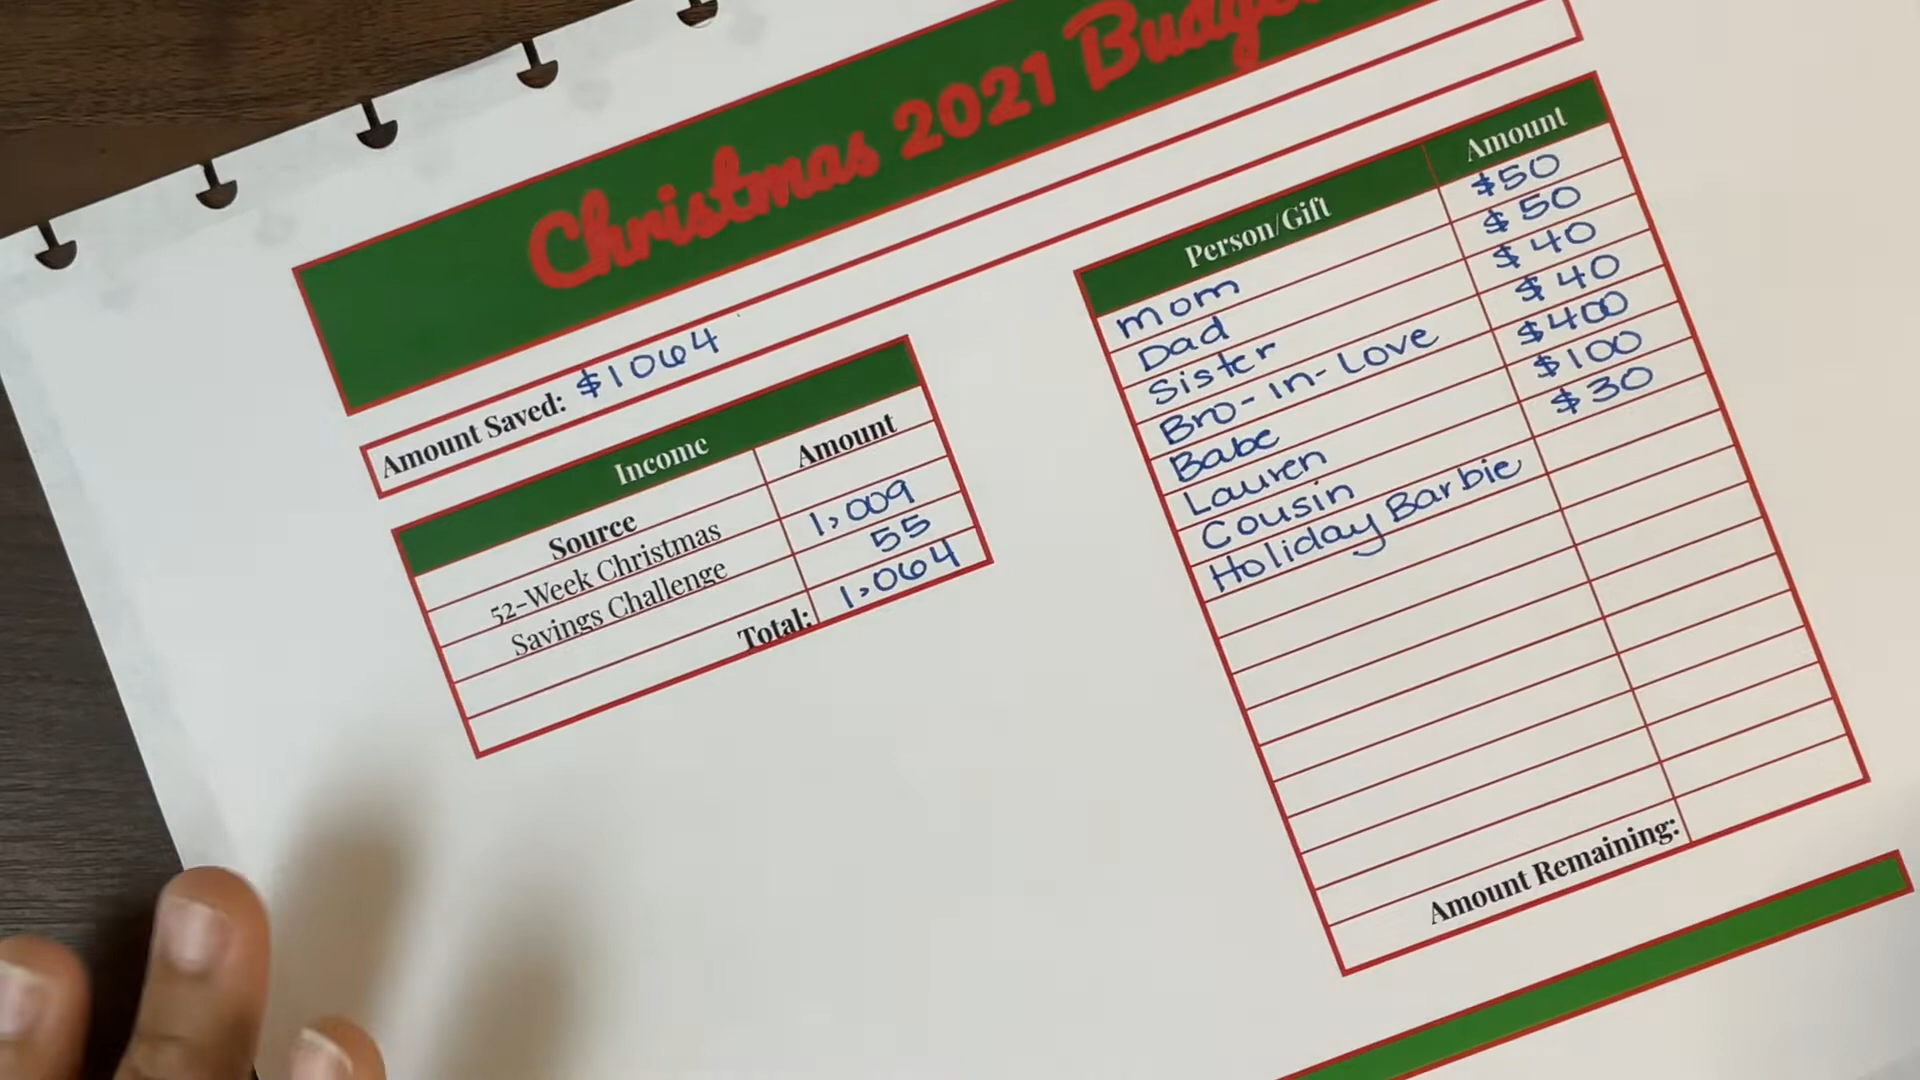 Christmas 2021 Budge
Amount Saved: $1064
Income
Source Amount
52-Week Christmas 1,009
Savings Challenge 55
Total: 1,064
Person/Gift Amount
Mom $50
Dad $50
Sister $40
Bro-In-Love $40
Babe $400
Lauren $100
Cousin $30
Holiday Barbie
Amount Remaining: